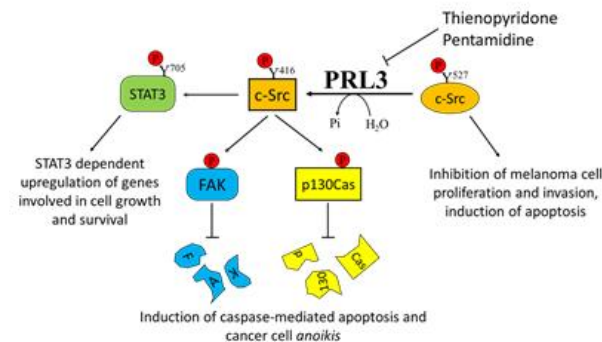 Thienopyridone
Pentamidine
P
Y705
STAT3
P
Y416
c-Src
PRL3
Pi
H₂O
P
Y527
c-Src
STAT3 dependent
upregulation of genes
involved in cell growth
and survival
P
FAK
P
p130Cas
Inhibition of melanoma cell
proliferation and invasion,
induction of apoptosis
F
A
K
p
130
Cas
Induction of caspase-mediated apoptosis and
cancer cell anoikis